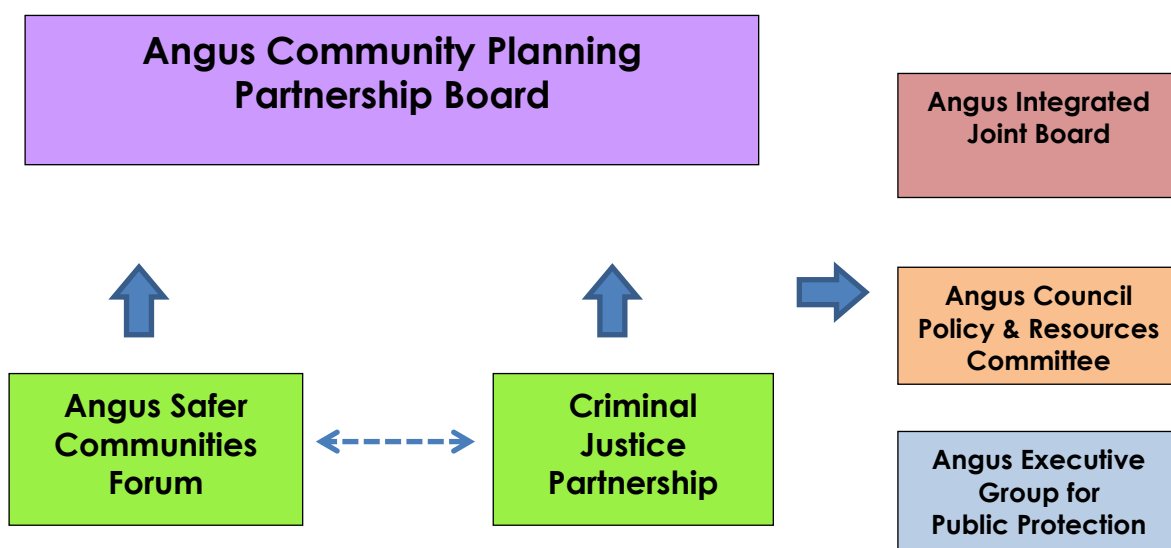 Angus Community Planning
Partnership Board
Angus Integrated
Joint Board
Angus Council
Policy & Resources
Committee
Angus Safer
Communities
Forum
Criminal
Justice
Partnership
Angus Executive
Group for
Public Protection